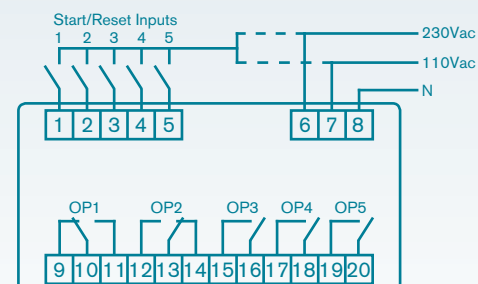 Start/Reset Inputs
1 2 3 4 5
230Vac
110Vac
N
1 2 3 4 5 6 7 8
OP1 OP2 OP3 OP4 OP5
9 10 11 12 13 14 15 16 17 18 19 20